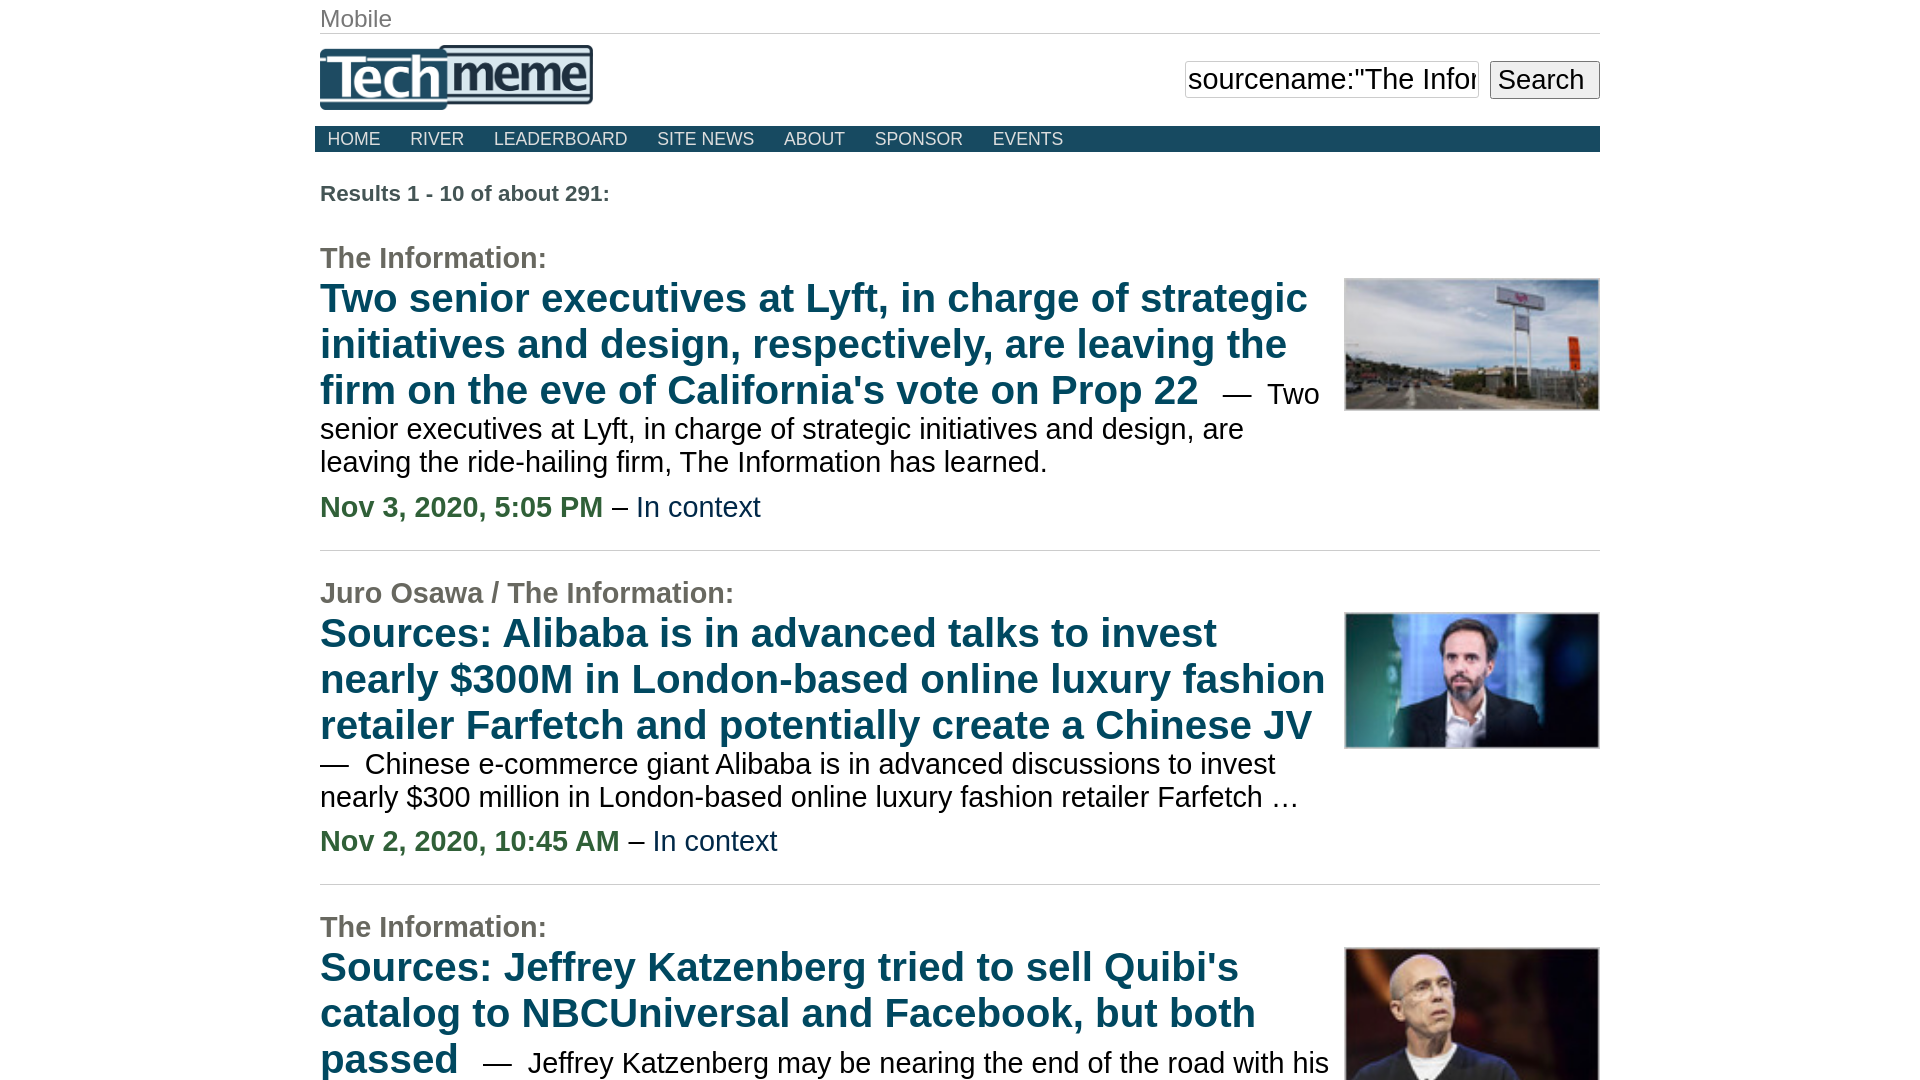 Mobile
Techmeme
sourcename:"The Infor
Search
HOME RIVER LEADERBOARD SITE NEWS ABOUT SPONSOR EVENTS
Results 1 - 10 of about 291:
The Information:
Two senior executives at Lyft, in charge of strategic
initiatives and design, respectively, are leaving the
firm on the eve of California's vote on Prop 22 — Two
senior executives at Lyft, in charge of strategic initiatives and design, are
leaving the ride-hailing firm, The Information has learned.
Nov 3, 2020, 5:05 PM – In context
Juro Osawa / The Information:
Sources: Alibaba is in advanced talks to invest
nearly $300M in London-based online luxury fashion
retailer Farfetch and potentially create a Chinese JV
— Chinese e-commerce giant Alibaba is in advanced discussions to invest
nearly $300 million in London-based online luxury fashion retailer Farfetch …
Nov 2, 2020, 10:45 AM – In context
The Information:
Sources: Jeffrey Katzenberg tried to sell Quibi's
catalog to NBCUniversal and Facebook, but both
passed — Jeffrey Katzenberg may be nearing the end of the road with his